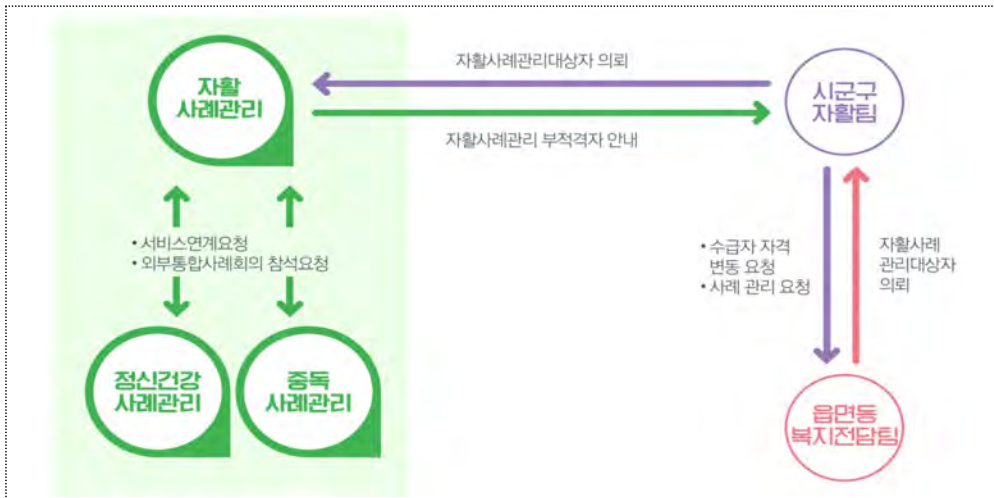 자활
사례관리
자활사례관리대상자 의뢰
자활사례관리 부적격자 안내
시군구
자활팀
• 서비스연계요청
• 외부통합사례회의 참석요청
• 수급자 자격
변동 요청
• 사례 관리 요청
자활사례
관리대상자
의뢰
정신건강
사례관리
중독
사례관리
읍면동
복지전담팀